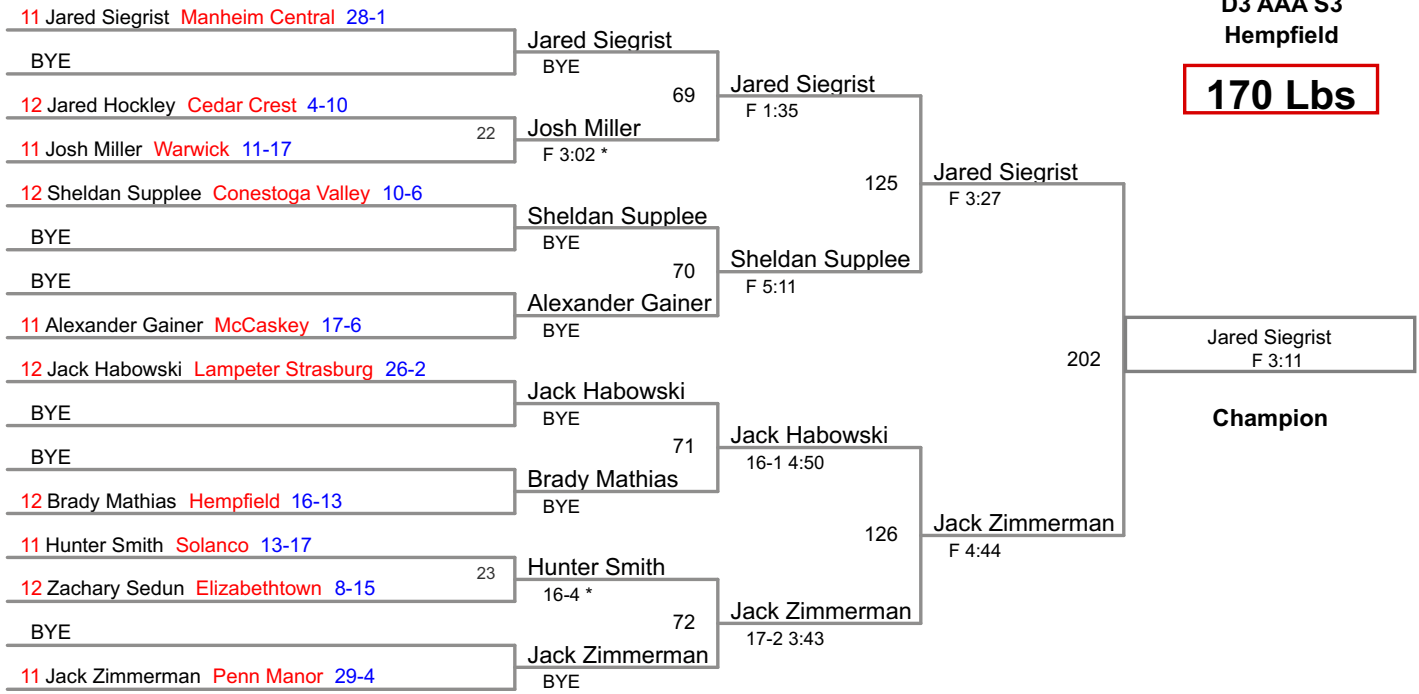 D3 AAA S3
Hempfield
170 Lbs
11 Jared Siegrist Manheim Central 28-1
BYE
12 Jared Hockley Cedar Crest 4-10
11 Josh Miller Warwick 11-17
12 Sheldan Supplee Conestoga Valley 10-6
BYE
BYE
11 Alexander Gainer McCaskey 17-6
12 Jack Habowski Lampeter Strasburg 26-2
BYE
BYE
12 Brady Mathias Hempfield 16-13
11 Hunter Smith Solanco 13-17
12 Zachary Sedun Elizabethtown 8-15
BYE
11 Jack Zimmerman Penn Manor 29-4
22
23
Jared Siegrist
BYE
Josh Miller
F 3:02 *
Sheldan Supplee
BYE
Alexander Gainer
BYE
Jack Habowski
BYE
Brady Mathias
BYE
Hunter Smith
16-4 *
Jack Zimmerman
BYE
69
70
71
72
Jared Siegrist
F 1:35
Sheldan Supplee
F 5:11
Jack Habowski
16-1 4:50
Jack Zimmerman
17-2 3:43
125
126
Jared Siegrist
F 3:27
Jack Zimmerman
F 4:44
202
Jared Siegrist
F 3:11
Champion